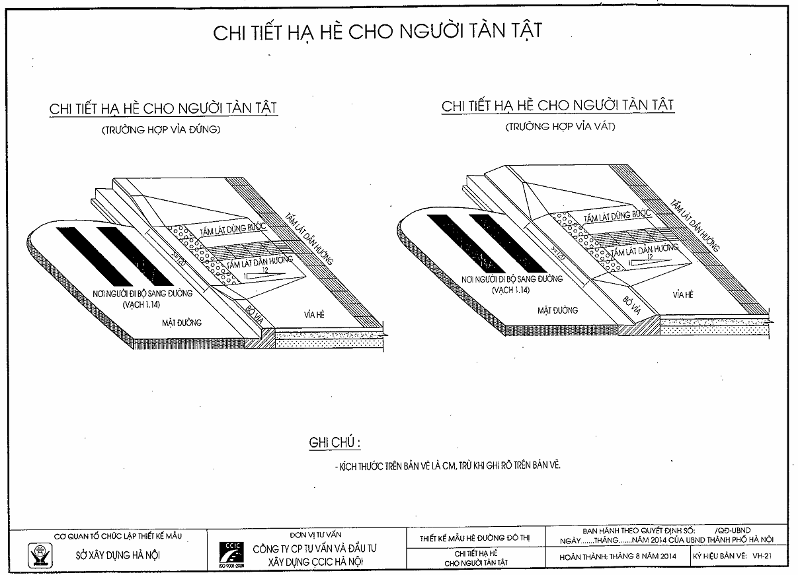 CHI TIẾT HẠ HÈ CHO NGƯỜI TÀN TẬT
CHI TIẾT HẠ HÈ CHO NGƯỜI TÀN TẬT
(TRƯỜNG HỢP VỈA ĐỨNG)
TẤM LÁT DỪNG BƯỚC
TẤM LÁT DẪN HƯỚNG
TẤM LÁT DẪN HƯỚNG
12
NƠI NGƯỜI ĐI BỘ SANG ĐƯỜNG
(VẠCH 1.14)
MẶT ĐƯỜNG
BÓ VỈA
VỈA HÈ
CHI TIẾT HẠ HÈ CHO NGƯỜI TÀN TẬT
(TRƯỜNG HỢP VỈA VÁT)
TẤM LÁT DỪNG BƯỚC
TẤM LÁT DẪN HƯỚNG
TẤM LÁT DẪN HƯỚNG
12
NƠI NGƯỜI ĐI BỘ SANG ĐƯỜNG
(VẠCH 1.14)
MẶT ĐƯỜNG
BÓ VỈA
VỈA HÈ
GHI CHÚ :
- KÍCH THƯỚC TRÊN BẢN VẼ LÀ CM, TRỪ KHI GHI RÕ TRÊN BẢN VẼ.
CƠ QUAN TỔ CHỨC LẬP THIẾT KẾ MẪU
SỞ XÂY DỰNG HÀ NỘI
CCIC
ĐƠN VỊ TƯ VẤN
CÔNG TY CP TƯ VẤN VÀ ĐẦU TƯ
XÂY DỰNG CCIC HÀ NỘI
THIẾT KẾ MẪU HÈ ĐƯỜNG ĐÔ THỊ
CHI TIẾT HẠ HÈ
CHO NGƯỜI TÀN TẬT
BAN HÀNH THEO QUYẾT ĐỊNH SỐ: /QĐ-UBND
NGÀY......THÁNG......NĂM 2014 CỦA UBND THÀNH PHỐ HÀ NỘI
HOÀN THÀNH: THÁNG 8 NĂM 2014
KÝ HIỆU BẢN VẼ: VH-21